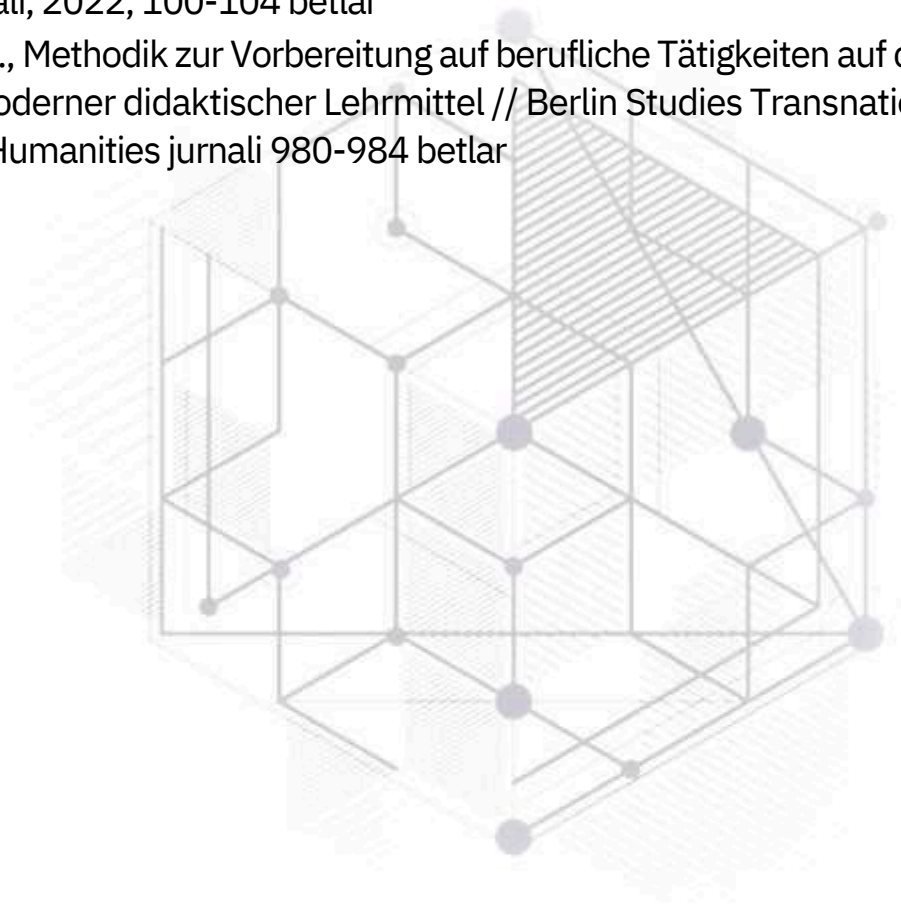 ali, 2022, 100-104 betlar
., Methodik zur Vorbereitung auf berufliche Tätigkeiten auf
oderner didaktischer Lehrmittel // Berlin Studies Transnatio
Humanities jurnali 980-984 betlar